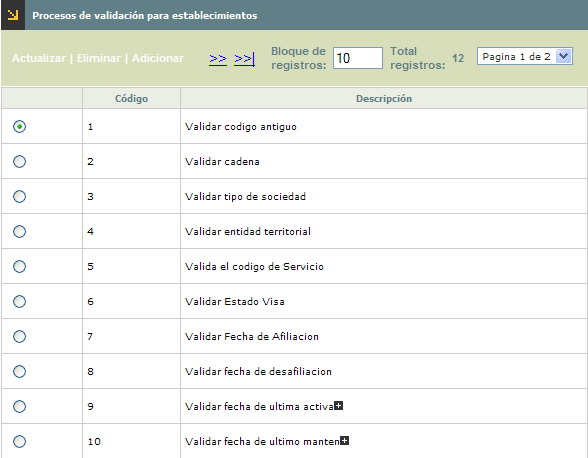 Procesos de validación para establecimientos
Actualizar | Eliminar | Adicionar >> >>| Bloque de registros: 10 Total registros: 12 Pagina 1 de 2
Código Descripción
1 Validar codigo antiguo
2 Validar cadena
3 Validar tipo de sociedad
4 Validar entidad territorial
5 Valida el codigo de Servicio
6 Validar Estado Visa
7 Validar Fecha de Afiliacion
8 Validar fecha de desafiliacion
9 Validar fecha de ultima activa
10 Validar fecha de ultimo manten